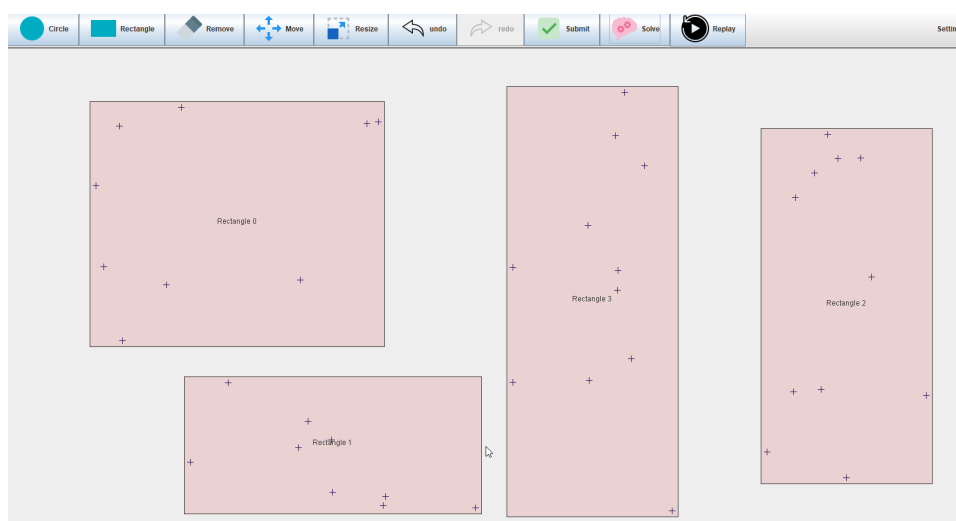 Circle Rectangle Remove Move Resize undo redo Submit Solve Replay
Rectangle 0
Rectangle 3
Rectangle 2
Rectangle 1